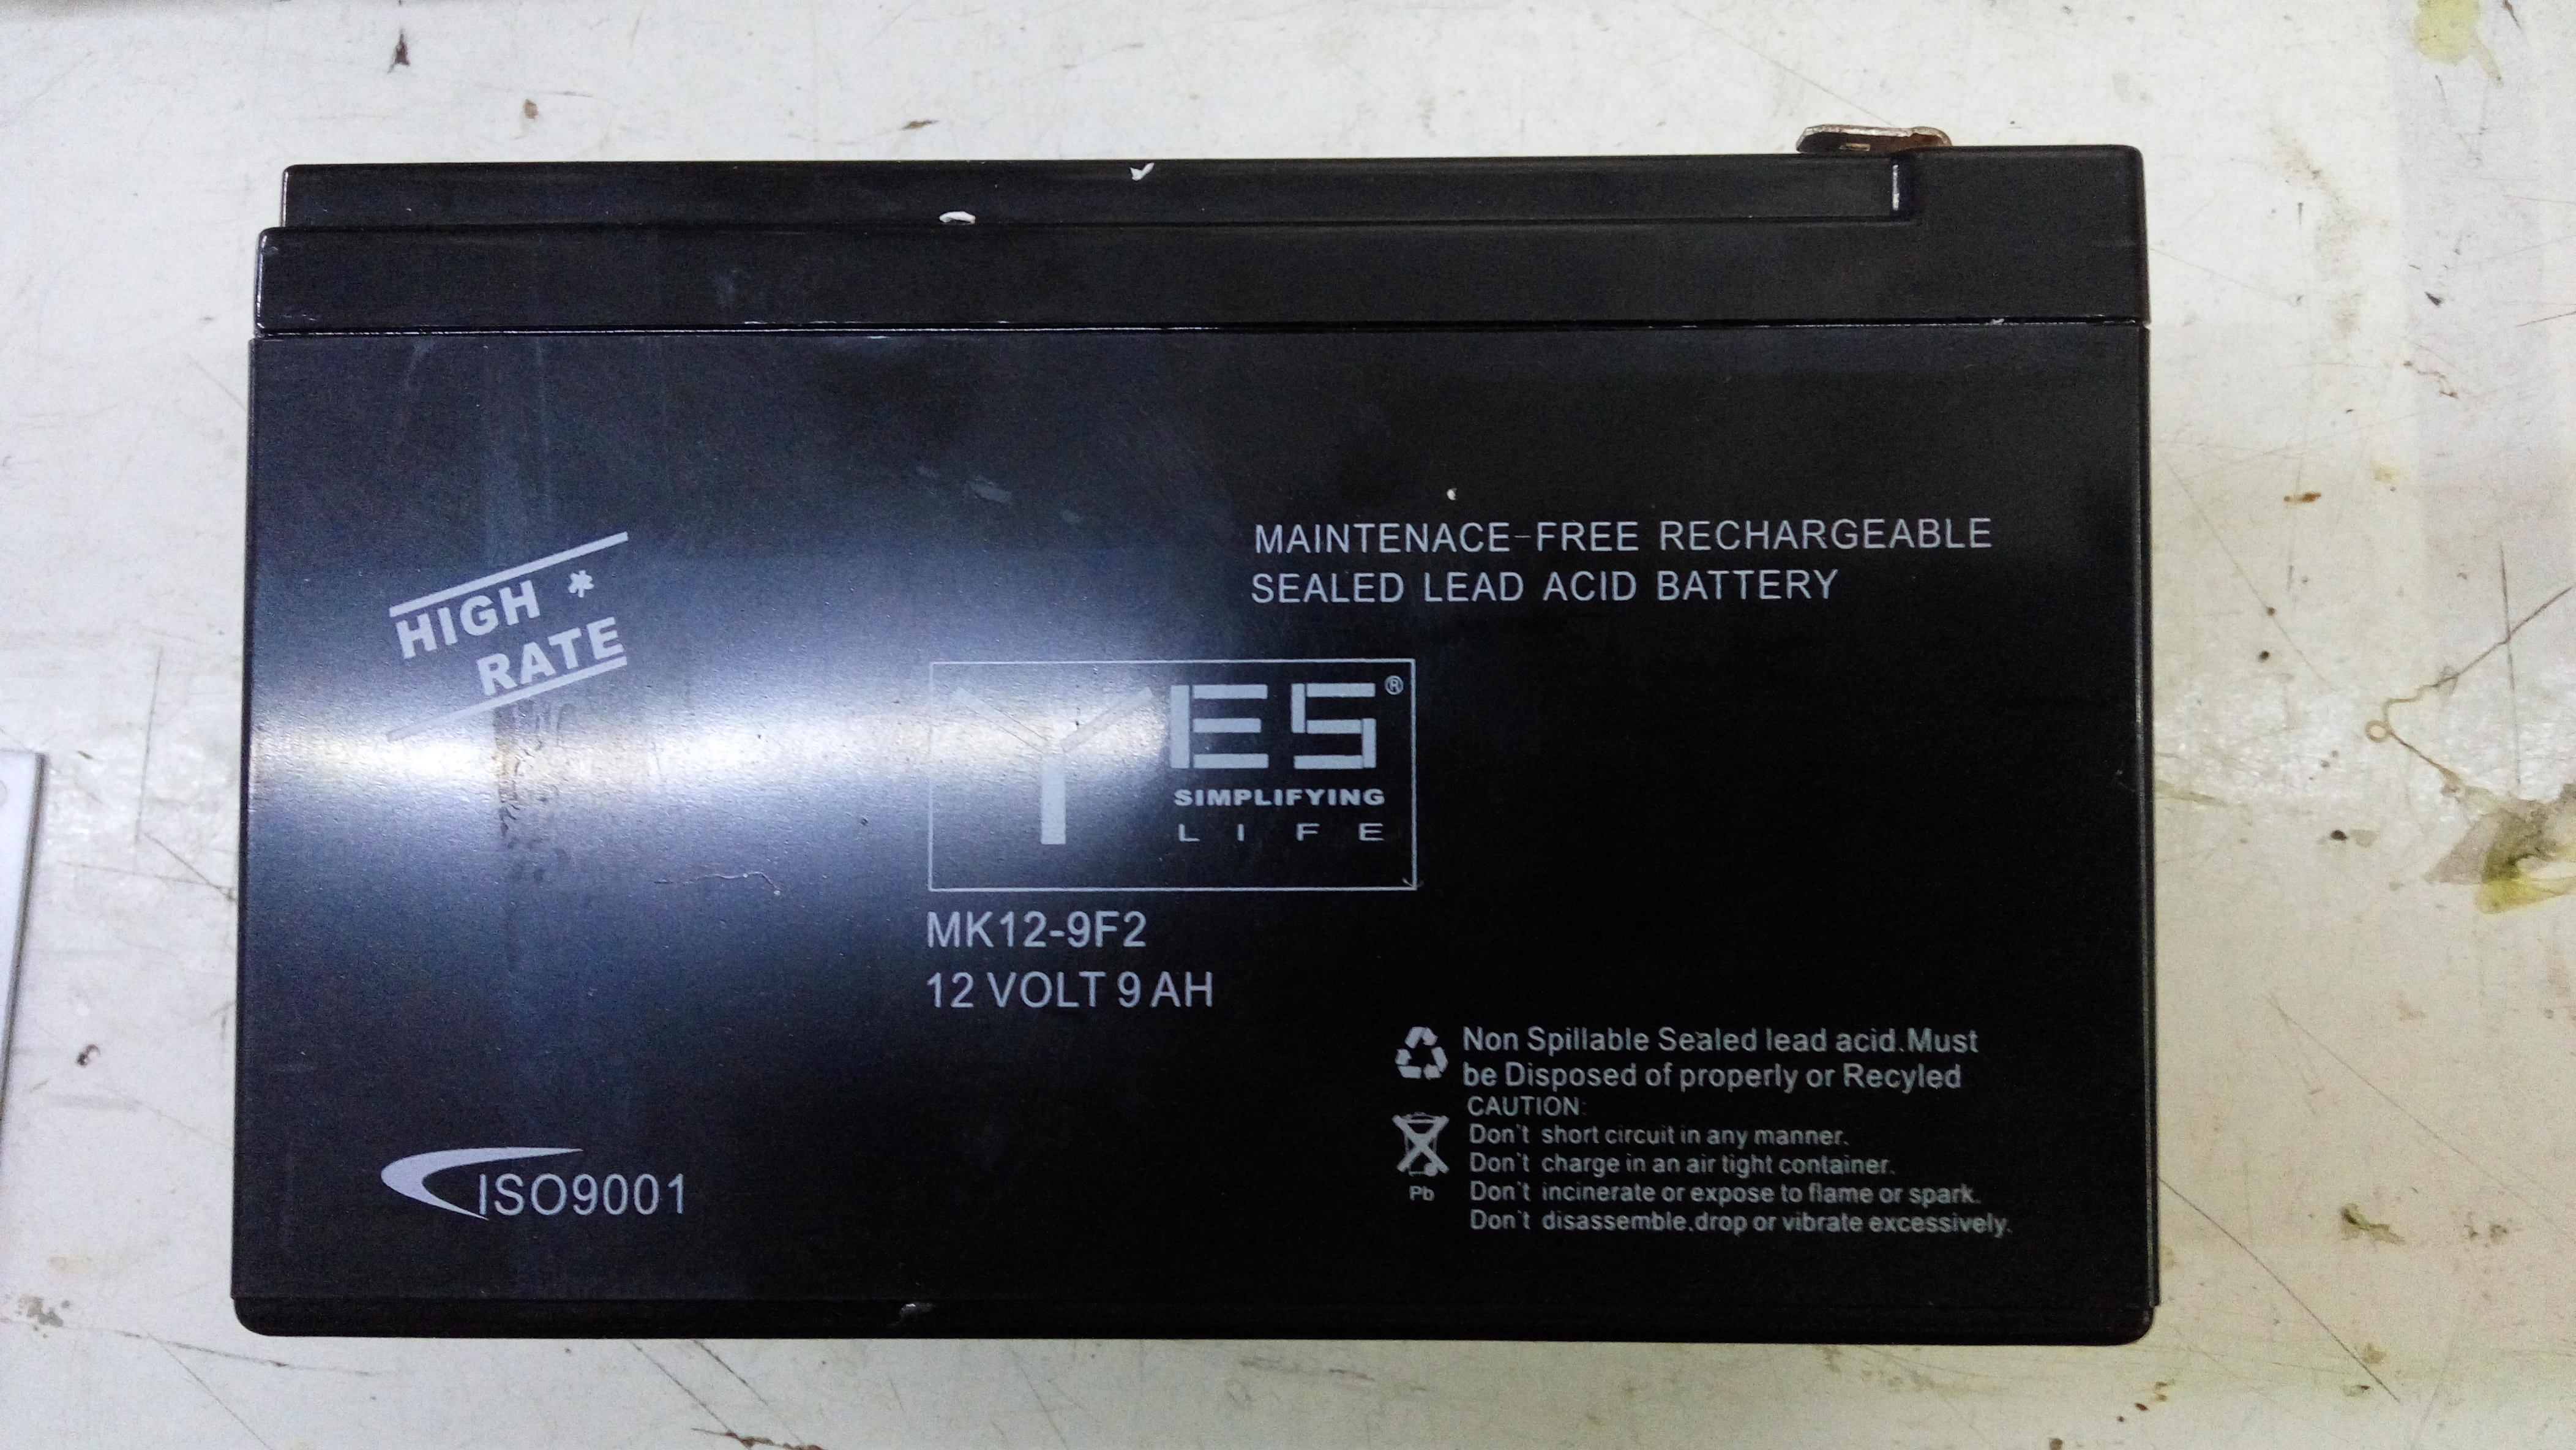 MAINTENACE-FREE RECHARGEABLE
SEALED LEAD ACID BATTERY
HIGH *
RATE
YES®
SIMPLIFYING
LIFE
MK12-9F2
12 VOLT 9 AH
Non Spillable Sealed lead acid.Must
be Disposed of properly or Recyled
CAUTION:
Don't short circuit in any manner.
Don't charge in an air tight container.
Pb
Don't incinerate or expose to flame or spark.
Don't disassemble,drop or vibrate excessively.
ISO9001